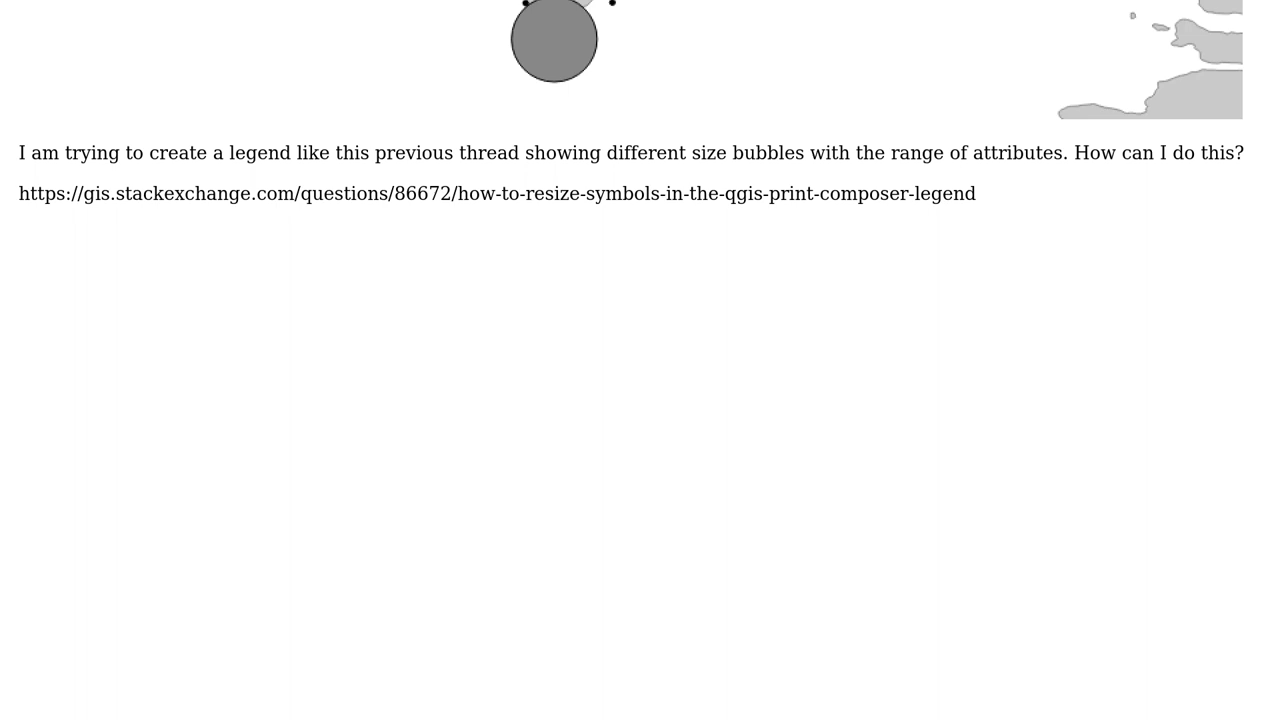 I am trying to create a legend like this previous thread showing different size bubbles with the range of attributes. How can I do this?
https://gis.stackexchange.com/questions/86672/how-to-resize-symbols-in-the-qgis-print-composer-legend